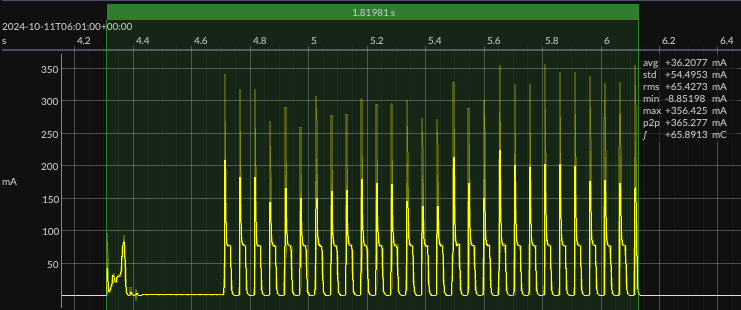 1.81981 s
2024-10-11T06:01:00+00:00
s 4.2 4.4 4.6 4.8 5 5.2 5.4 5.6 5.8 6 6.2 6.4
350
300
250
200
mA
150
100
50
avg +36.2077 mA
std +54.4953 mA
rms +65.4273 mA
min -8.85198 mA
max +356.425 mA
p2p +365.277 mA
∫ +65.8913 mC